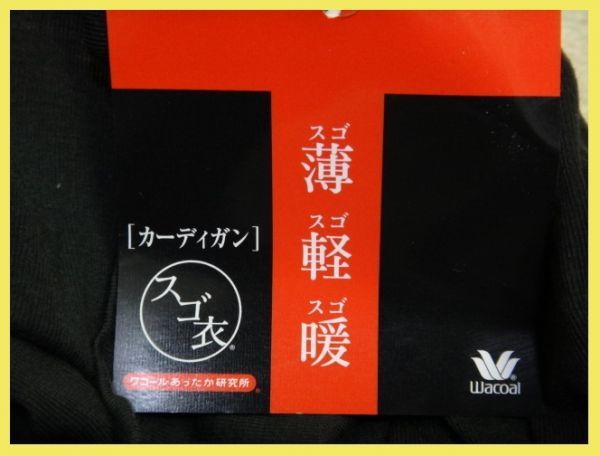 スゴ
薄
スゴ
軽
スゴ
暖
[カーディガン]
スゴ衣®
ワコールあったか研究所®
Wacoal®